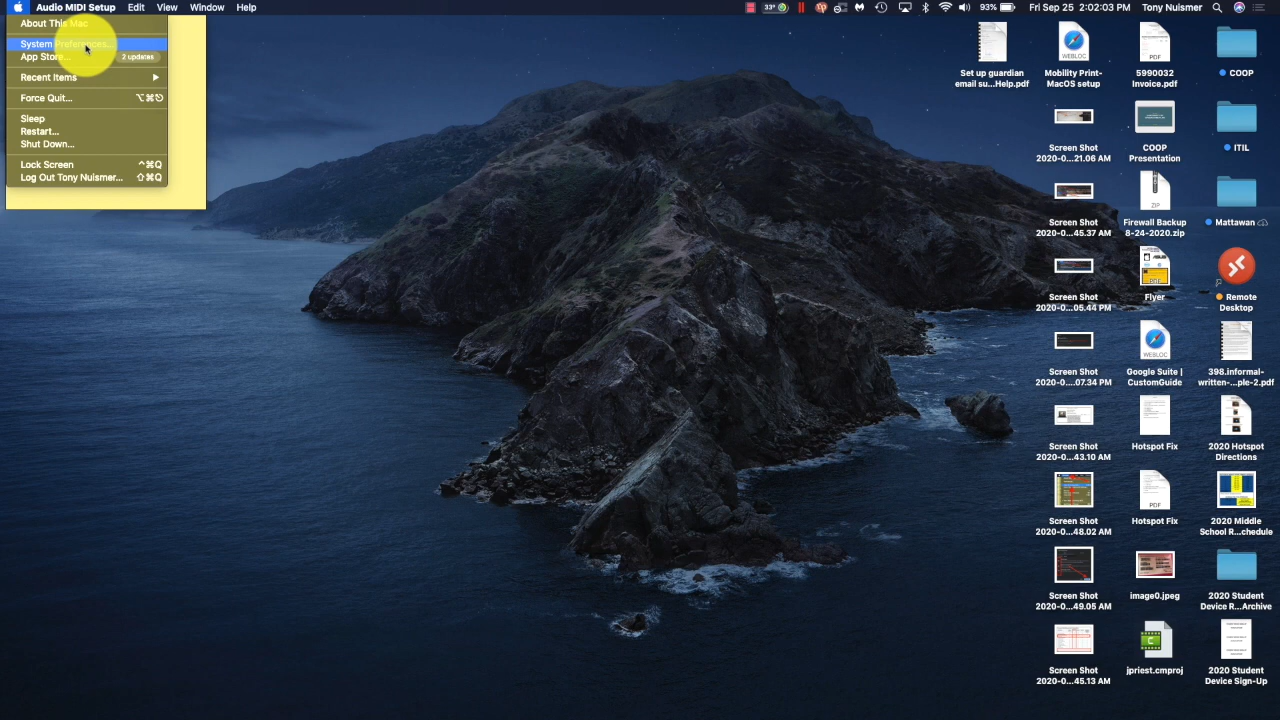 Audio MIDI Setup Edit View Window Help
33° 93% Fri Sep 25 2:02:03 PM Tony Nuismer
About This Mac
System Preferences...
App Store... 2 updates
Recent Items
Force Quit... ⌥⌘⎋
Sleep
Restart...
Shut Down...
Lock Screen ^⌘Q
Log Out Tony Nuismer... ⇧⌘Q
Set up guardian
email su...Help.pdf
WEBLOC
Mobility Print-
MacOS setup
PDF
5990032
Invoice.pdf
COOP
Screen Shot
2020-0...21.06 AM
COOP
Presentation
ITIL
Screen Shot
2020-0...45.37 AM
ZIP
Firewall Backup
8-24-2020.zip
Mattawan
Screen Shot
2020-0...05.44 PM
Flyer
Remote
Desktop
Screen Shot
2020-0....07.34 PM
WEBLOC
Google Suite |
CustomGuide
398.informal-
written-...ple-2.pdf
Screen Shot
2020-0...43.10 AM
Hotspot Fix
2020 Hotspot
Directions
Screen Shot
2020-0...48.02 AM
PDF
Hotspot Fix
2020 Middle
School R...chedule
Screen Shot
2020-0...49.05 AM
image0.jpeg
2020 Student
Device R...Archive
Screen Shot
2020-0...45.13 AM
C
jpriest.cmproj
2020 Student
Device Sign-Up